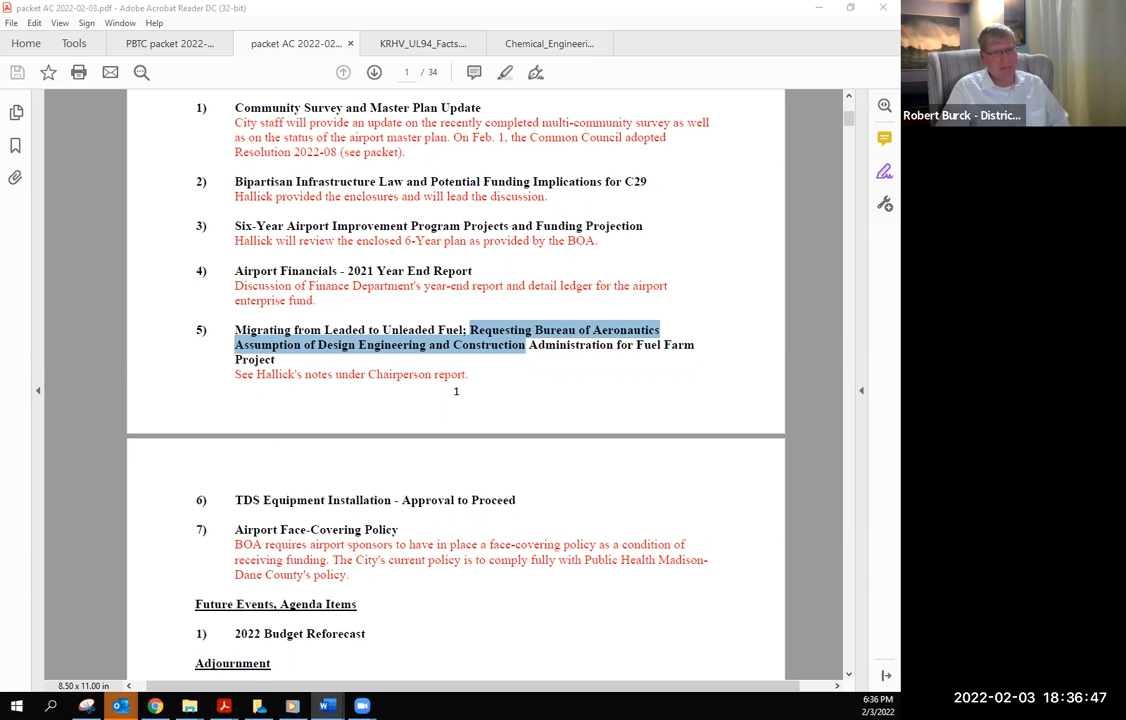 packet AC 2022-02-03.pdf - Adobe Acrobat Reader DC (32-bit)
File Edit View Sign Window Help
Home Tools PBTC packet 2022-... packet AC 2022-02... × KRHV_UL94_Facts.... Chemical_Engineeri...
1 / 34
1) Community Survey and Master Plan Update
City staff will provide an update on the recently completed multi-community survey as well
as on the status of the airport master plan. On Feb. 1, the Common Council adopted
Resolution 2022-08 (see packet).
2) Bipartisan Infrastructure Law and Potential Funding Implications for C29
Hallick provided the enclosures and will lead the discussion.
3) Six-Year Airport Improvement Program Projects and Funding Projection
Hallick will review the enclosed 6-Year plan as provided by the BOA.
4) Airport Financials - 2021 Year End Report
Discussion of Finance Department's year-end report and detail ledger for the airport
enterprise fund.
5) Migrating from Leaded to Unleaded Fuel; Requesting Bureau of Aeronautics
Assumption of Design Engineering and Construction Administration for Fuel Farm
Project
See Hallick's notes under Chairperson report.
1
6) TDS Equipment Installation - Approval to Proceed
7) Airport Face-Covering Policy
BOA requires airport sponsors to have in place a face-covering policy as a condition of
receiving funding. The City's current policy is to comply fully with Public Health Madison-
Dane County's policy.
Future Events, Agenda Items
1) 2022 Budget Reforecast
Adjournment
8.50 x 11.00 in
Robert Burck - Distric...
6:36 PM
2/3/2022
2022-02-03 18:36:47